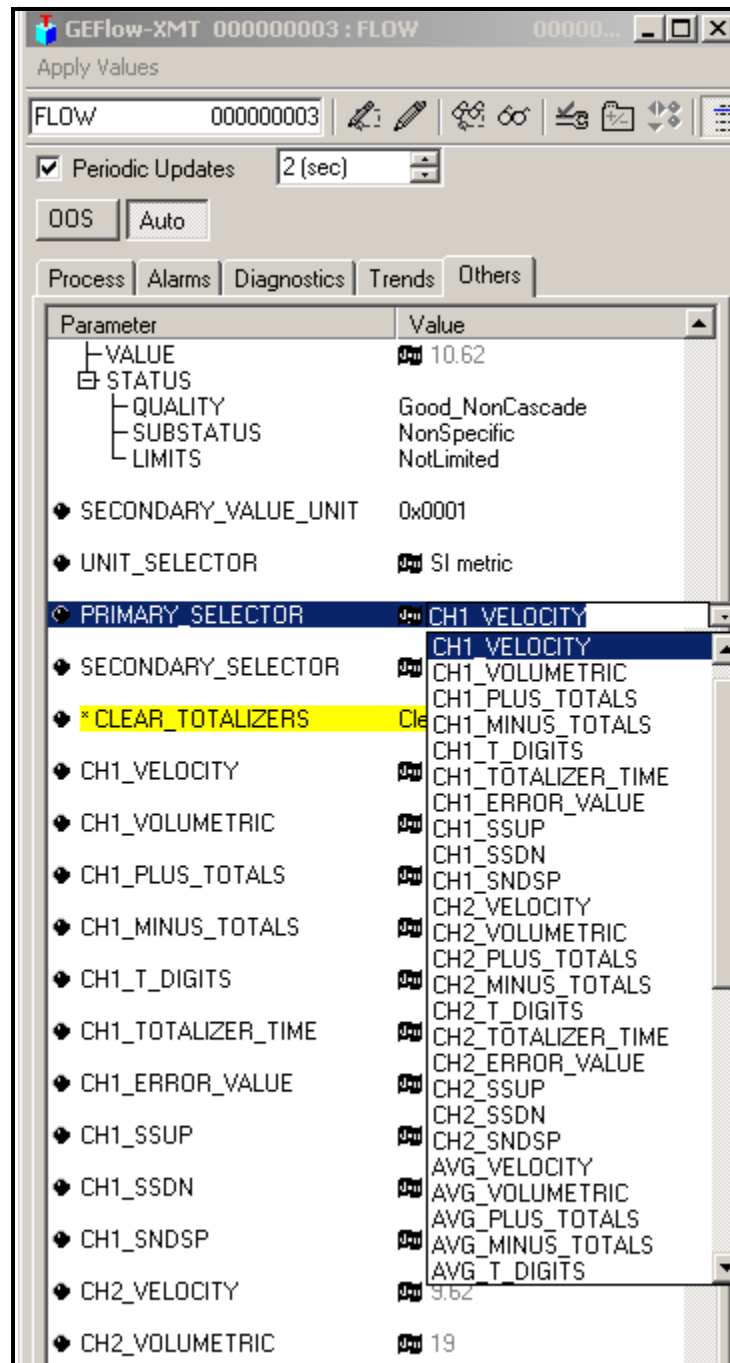 GEFlow-XMT 000000003 : FLOW 00000...
Apply Values
FLOW 000000003
Periodic Updates 2 (sec)
OOS Auto
Process Alarms Diagnostics Trends Others
Parameter Value
VALUE 10.62
STATUS
QUALITY Good_NonCascade
SUBSTATUS NonSpecific
LIMITS NotLimited
SECONDARY_VALUE_UNIT 0x0001
UNIT_SELECTOR SI metric
PRIMARY_SELECTOR CH1_VELOCITY
CH1_VELOCITY
SECONDARY_SELECTOR CH1_VOLUMETRIC
CH1_PLUS_TOTALS
* CLEAR_TOTALIZERS Cle CH1_MINUS_TOTALS
CH1_T_DIGITS
CH1_VELOCITY CH1_TOTALIZER_TIME
CH1_ERROR_VALUE
CH1_VOLUMETRIC CH1_SSUP
CH1_SSDN
CH1_PLUS_TOTALS CH1_SNDSP
CH2_VELOCITY
CH1_MINUS_TOTALS CH2_VOLUMETRIC
CH2_PLUS_TOTALS
CH1_T_DIGITS CH2_MINUS_TOTALS
CH2_T_DIGITS
CH1_TOTALIZER_TIME CH2_TOTALIZER_TIME
CH2_ERROR_VALUE
CH1_ERROR_VALUE CH2_SSUP
CH2_SSDN
CH1_SSUP CH2_SNDSP
AVG_VELOCITY
CH1_SSDN AVG_VOLUMETRIC
AVG_PLUS_TOTALS
CH1_SNDSP AVG_MINUS_TOTALS
AVG_T_DIGITS
CH2_VELOCITY 9.62
CH2_VOLUMETRIC 19